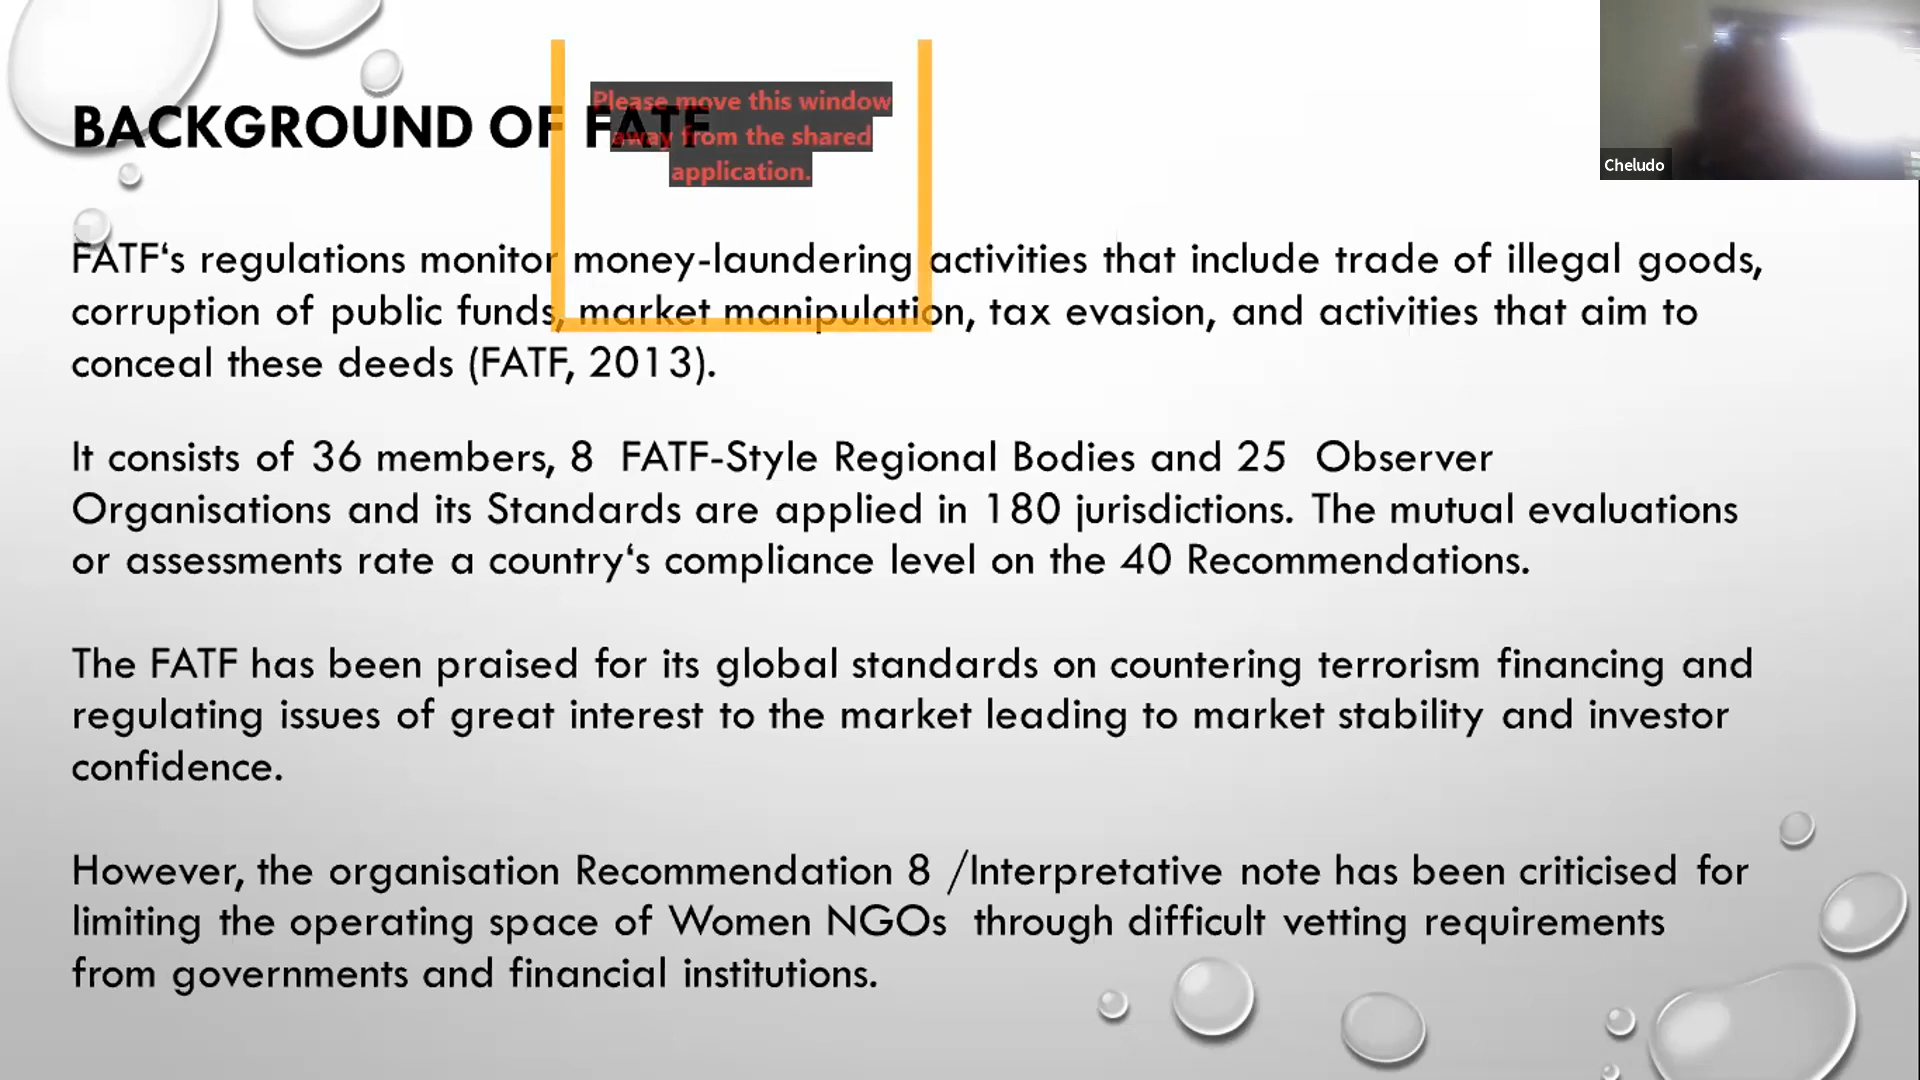 BACKGROUND OF FATF
Please move this window
away from the shared
application.
Cheludo
FATF‘s regulations monitor money-laundering activities that include trade of illegal goods,
corruption of public funds, market manipulation, tax evasion, and activities that aim to
conceal these deeds (FATF, 2013).
It consists of 36 members, 8 FATF-Style Regional Bodies and 25 Observer
Organisations and its Standards are applied in 180 jurisdictions. The mutual evaluations
or assessments rate a country‘s compliance level on the 40 Recommendations.
The FATF has been praised for its global standards on countering terrorism financing and
regulating issues of great interest to the market leading to market stability and investor
confidence.
However, the organisation Recommendation 8 /Interpretative note has been criticised for
limiting the operating space of Women NGOs through difficult vetting requirements
from governments and financial institutions.